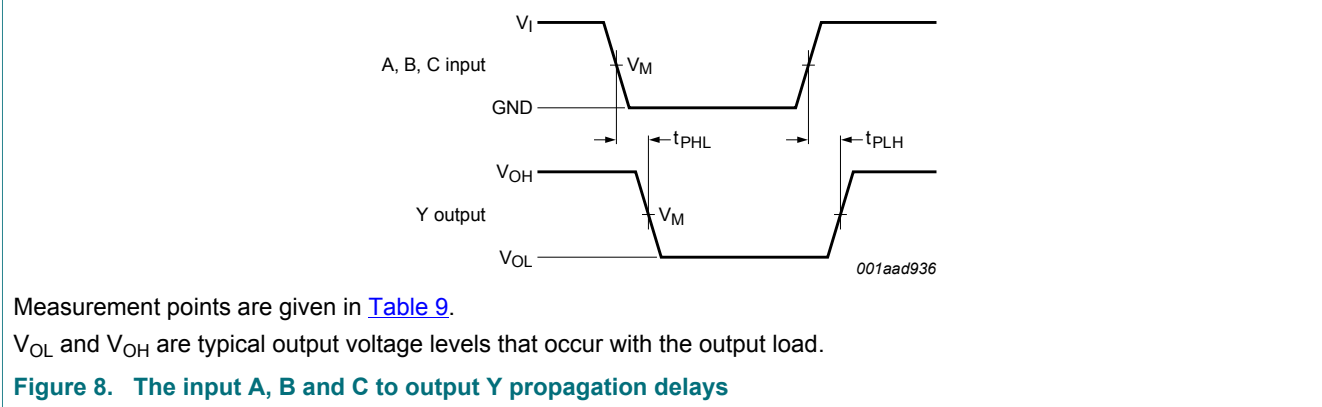 VI
A, B, C input
VM
GND
tPHL
tPLH
VOH
Y output
VM
VOL
001aad936
Measurement points are given in Table 9.
VOL and VOH are typical output voltage levels that occur with the output load.
Figure 8. The input A, B and C to output Y propagation delays